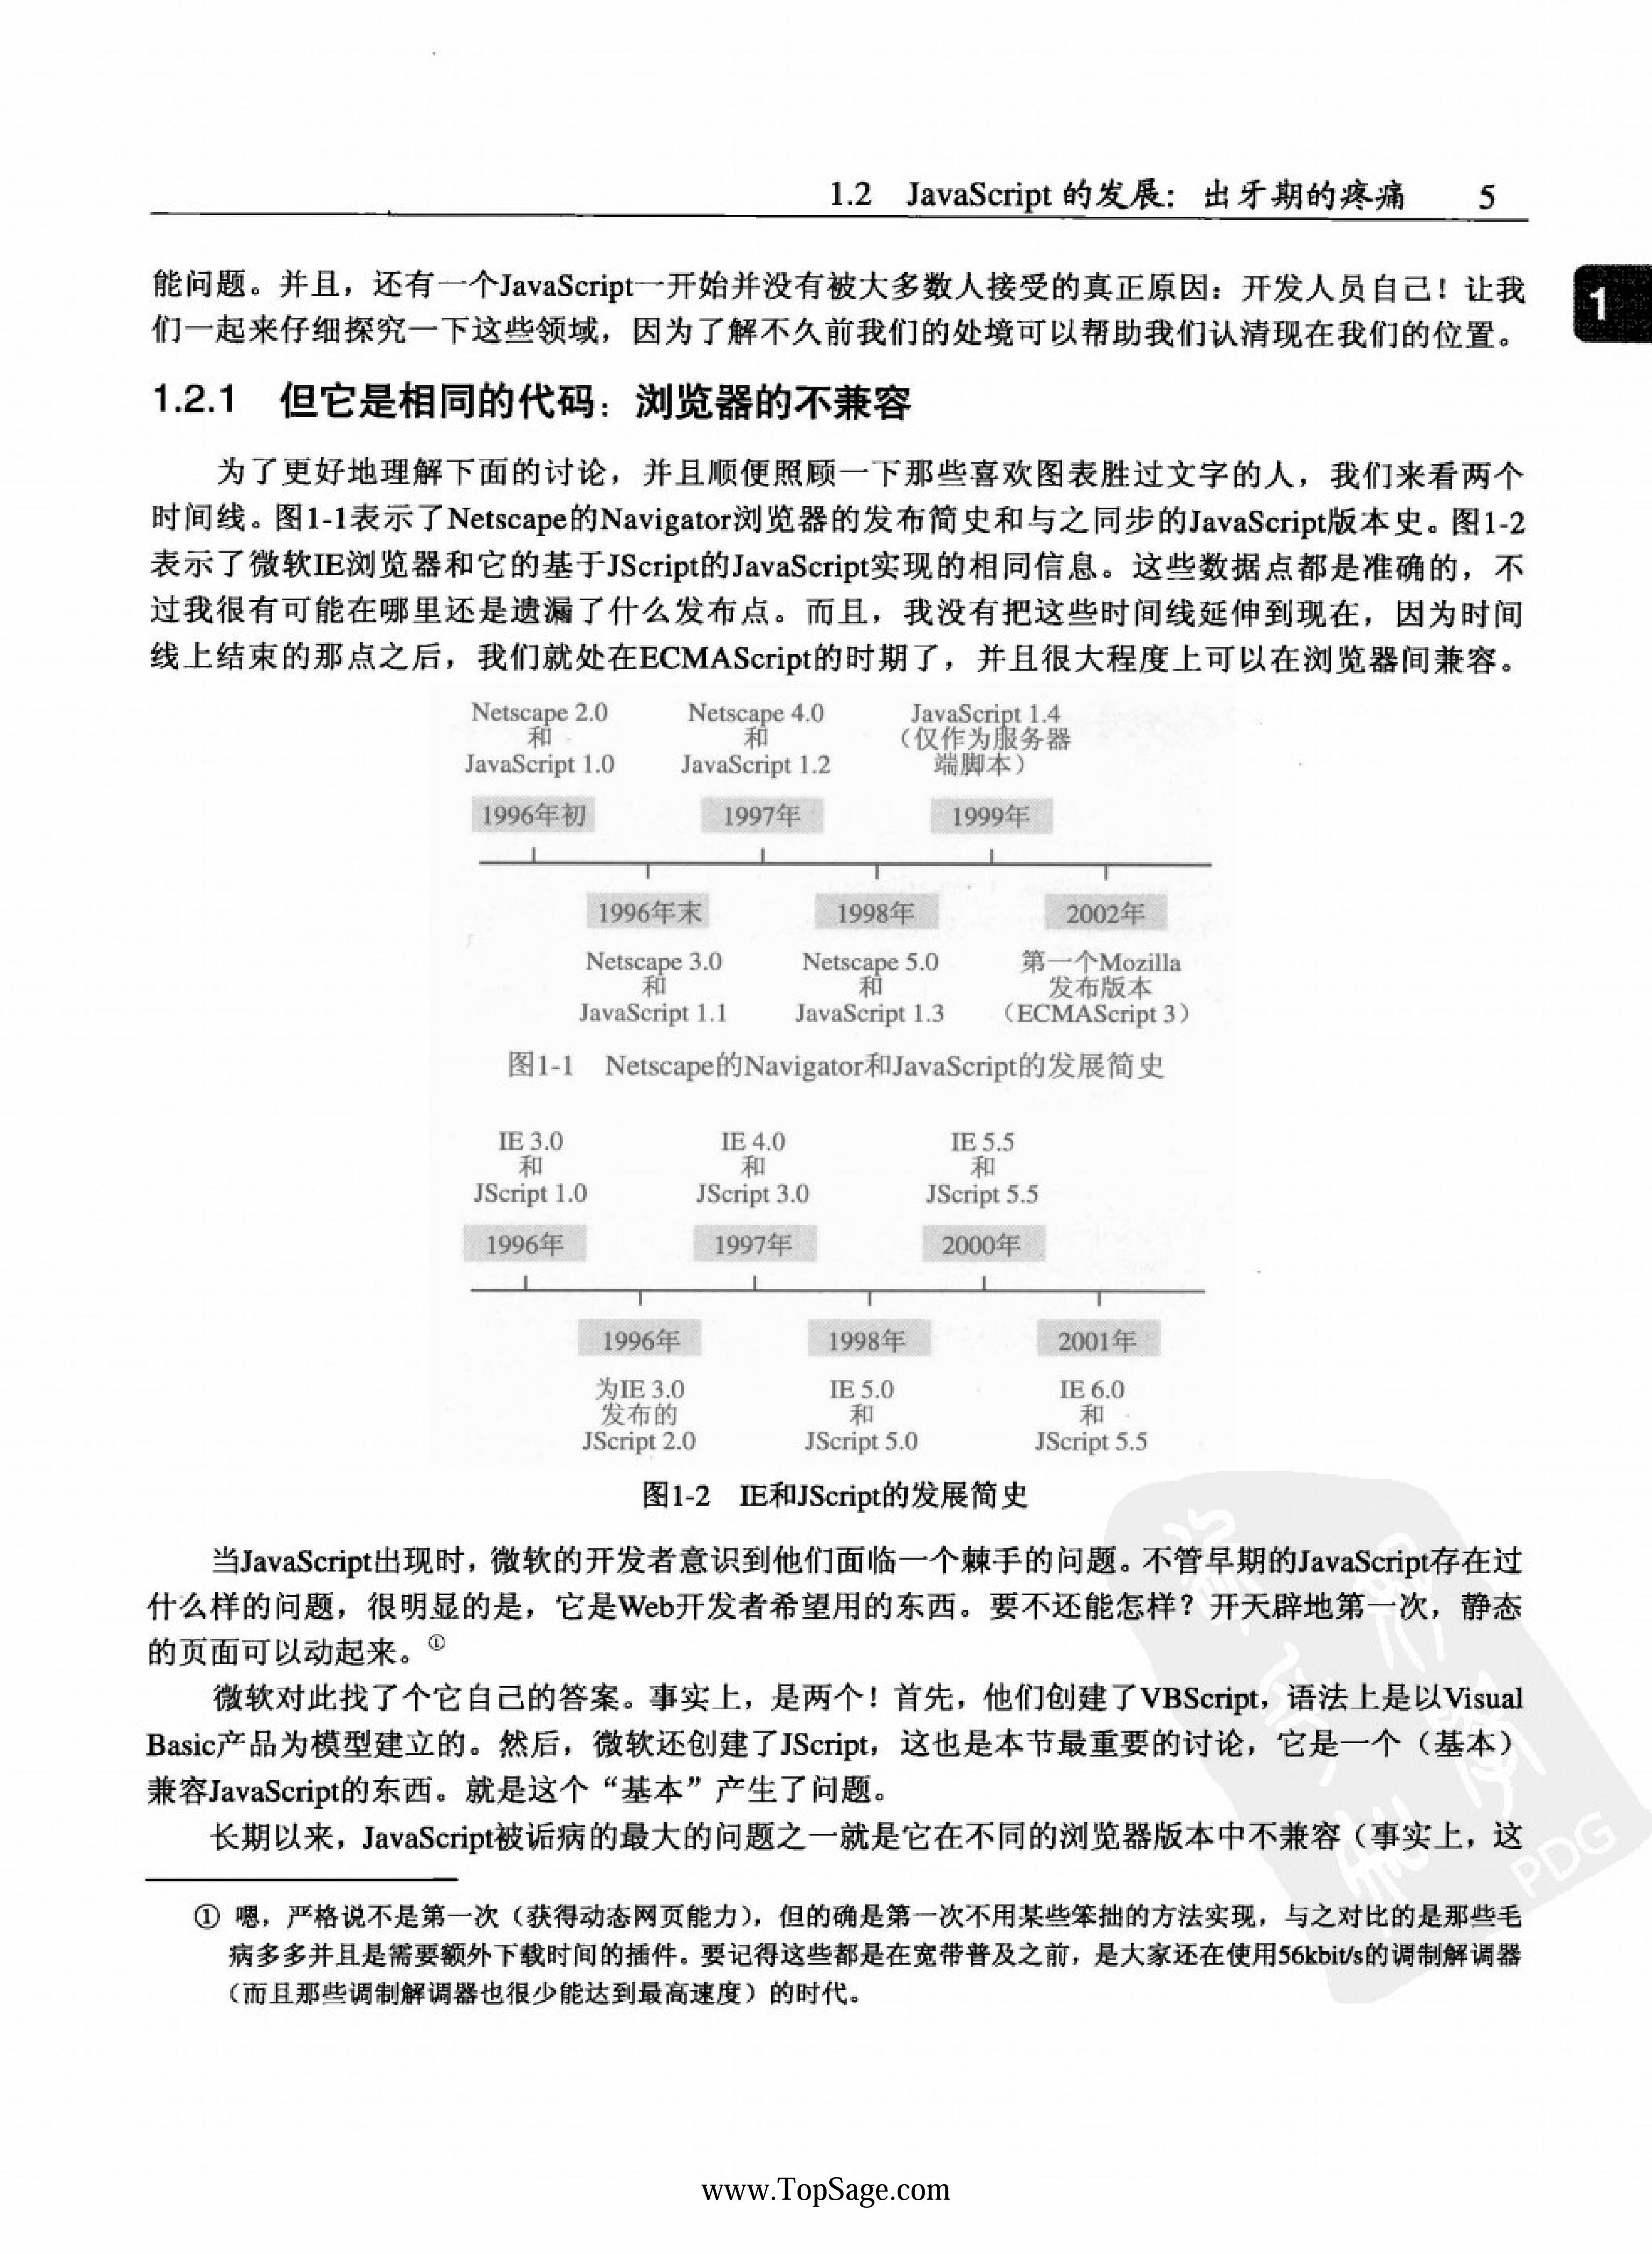 1.2 JavaScript 的发展：出牙期的疼痛 5
能问题。并且，还有一个JavaScript一开始并没有被大多数人接受的真正原因：开发人员自己！让我
们一起来仔细探究一下这些领域，因为了解不久前我们的处境可以帮助我们认清现在我们的位置。
1
1.2.1 但它是相同的代码：浏览器的不兼容
为了更好地理解下面的讨论，并且顺便照顾一下那些喜欢图表胜过文字的人，我们来看两个
时间线。图1-1表示了Netscape的Navigator浏览器的发布简史和与之同步的JavaScript版本史。图1-2
表示了微软IE浏览器和它的基于JScript的JavaScript实现的相同信息。这些数据点都是准确的，不
过我很有可能在哪里还是遗漏了什么发布点。而且，我没有把这些时间线延伸到现在，因为时间
线上结束的那点之后，我们就处在ECMAScript的时期了，并且很大程度上可以在浏览器间兼容。
Netscape 2.0 Netscape 4.0 JavaScript 1.4
和 和 （仅作为服务器
JavaScript 1.0 JavaScript 1.2 端脚本）
1996年初 1997年 1999年
1996年末 1998年 2002年
Netscape 3.0 Netscape 5.0 第一个Mozilla
和 和 发布版本
JavaScript 1.1 JavaScript 1.3 （ECMAScript 3）
图1-1 Netscape的Navigator和JavaScript的发展简史
IE 3.0 IE 4.0 IE 5.5
和 和 和
JScript 1.0 JScript 3.0 JScript 5.5
1996年 1997年 2000年
1996年 1998年 2001年
为IE 3.0 IE 5.0 IE 6.0
发布的 和 和
JScript 2.0 JScript 5.0 JScript 5.5
图1-2 IE和JScript的发展简史
当JavaScript出现时，微软的开发者意识到他们面临一个棘手的问题。不管早期的JavaScript存在过
什么样的问题，很明显的是，它是Web开发者希望用的东西。要不还能怎样？开天辟地第一次，静态
的页面可以动起来。①
微软对此找了个它自己的答案。事实上，是两个！首先，他们创建了VBScript，语法上是以Visual
Basic产品为模型建立的。然后，微软还创建了JScript，这也是本节最重要的讨论，它是一个（基本）
兼容JavaScript的东西。就是这个“基本”产生了问题。
长期以来，JavaScript被诟病的最大的问题之一就是它在不同的浏览器版本中不兼容（事实上，这
PDG
① 嗯，严格说不是第一次（获得动态网页能力），但的确是第一次不用某些笨拙的方法实现，与之对比的是那些毛
病多多并且是需要额外下载时间的插件。要记得这些都是在宽带普及之前，是大家还在使用56kbit/s的调制解调器
（而且那些调制解调器也很少能达到最高速度）的时代。
www.TopSage.com